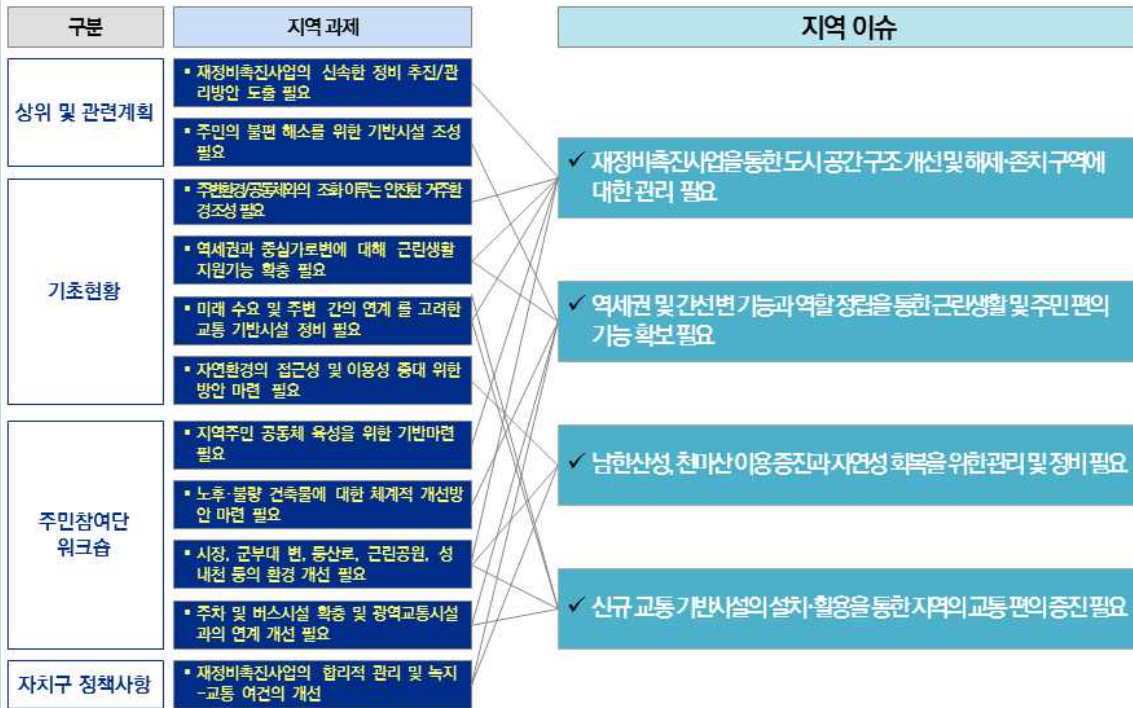 구분
지역 과제
지역 이슈
상위 및 관련계획
▪ 재정비촉진사업의 신속한 정비 추진/관
리방안 도출 필요
▪ 주민의 불편 해소를 위한 기반시설 조성
필요
기초현황
▪ 주변환경/공동체와의 조화 이루는 안전한 거주환
경조성 필요
▪ 역세권과 중심가로변에 대해 근린생활
지원기능 확충 필요
▪ 미래 수요 및 주변 간의 연계 를 고려한
교통 기반시설 정비 필요
▪ 자연환경의 접근성 및 이용성 증대 위한
방안 마련 필요
주민참여단
워크숍
▪ 지역주민 공동체 육성을 위한 기반마련
필요
▪ 노후·불량 건축물에 대한 체계적 개선방
안 마련 필요
▪ 시장, 군부대 변, 등산로, 근린공원, 성
내천 등의 환경 개선 필요
▪ 주차 및 버스시설 확충 및 광역교통시설
과의 연계 개선 필요
자치구 정책사항
▪ 재정비촉진사업의 합리적 관리 및 녹지
-교통 여건의 개선
✓ 재정비촉진사업을 통한 도시 공간 구조 개선 및 해제·존치 구역에
대한 관리 필요
✓ 역세권 및 간선변 기능과 역할 정립을 통한 근린생활 및 주민 편의
기능 확보 필요
✓ 남한산성, 천마산 이용 증진과 자연성 회복을 위한 관리 및 정비 필요
✓ 신규 교통 기반시설의 설치·활용을 통한 지역의 교통 편의 증진 필요